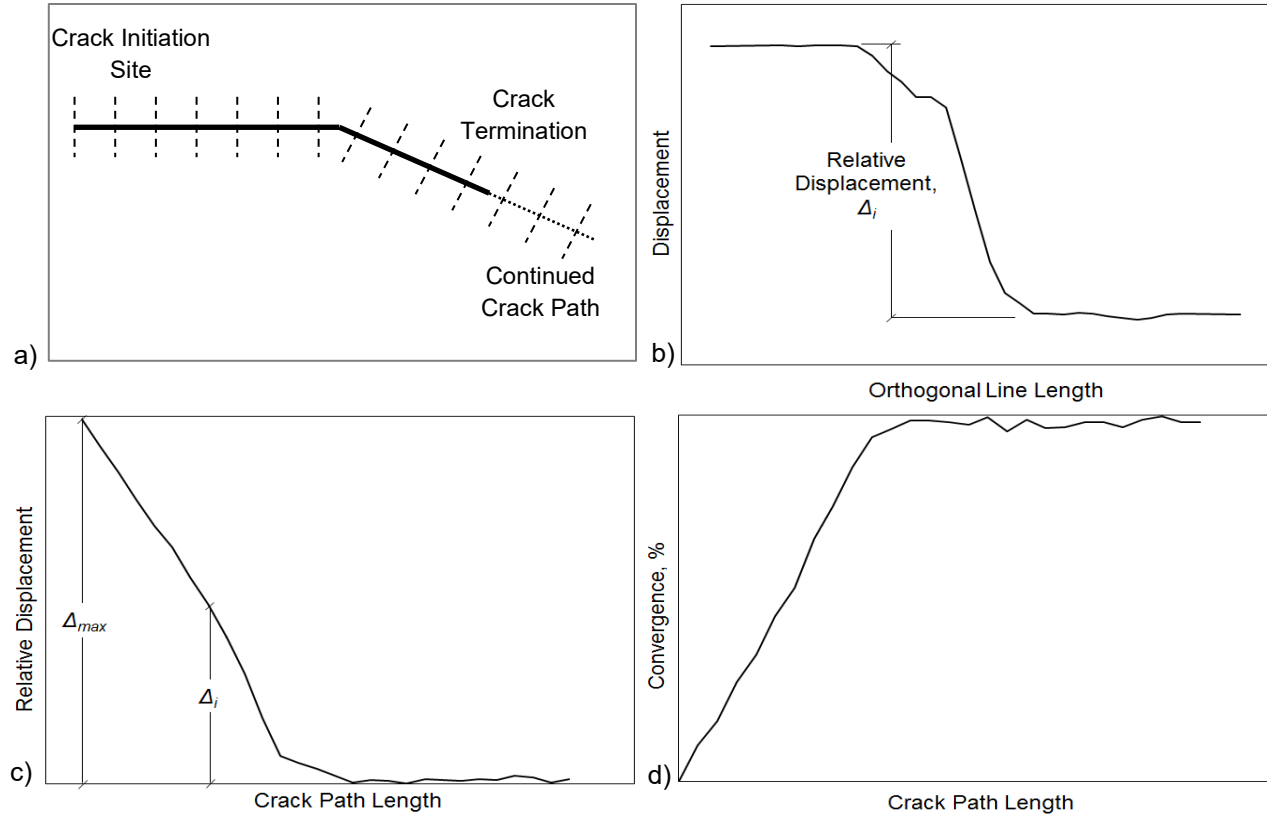 Crack Initiation
Site
Crack
Termination
Continued
Crack Path
a)
Displacement
Relative
Displacement,
Δi
b)
Orthogonal Line Length
Relative Displacement
Δmax
Δi
c)
Crack Path Length
Convergence, %
d)
Crack Path Length